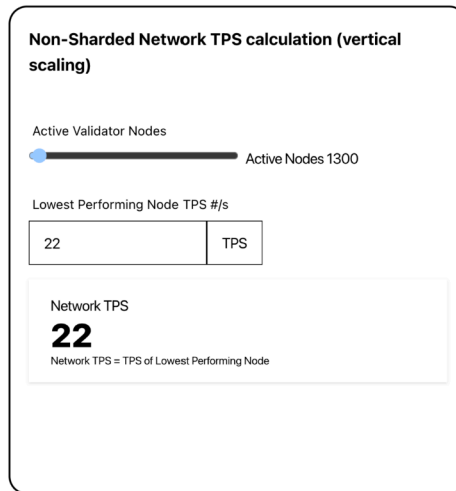 Non-Sharded Network TPS calculation (vertical
scaling)
Active Validator Nodes
Active Nodes 1300
Lowest Performing Node TPS #/s
22 TPS
Network TPS
22
Network TPS = TPS of Lowest Performing Node